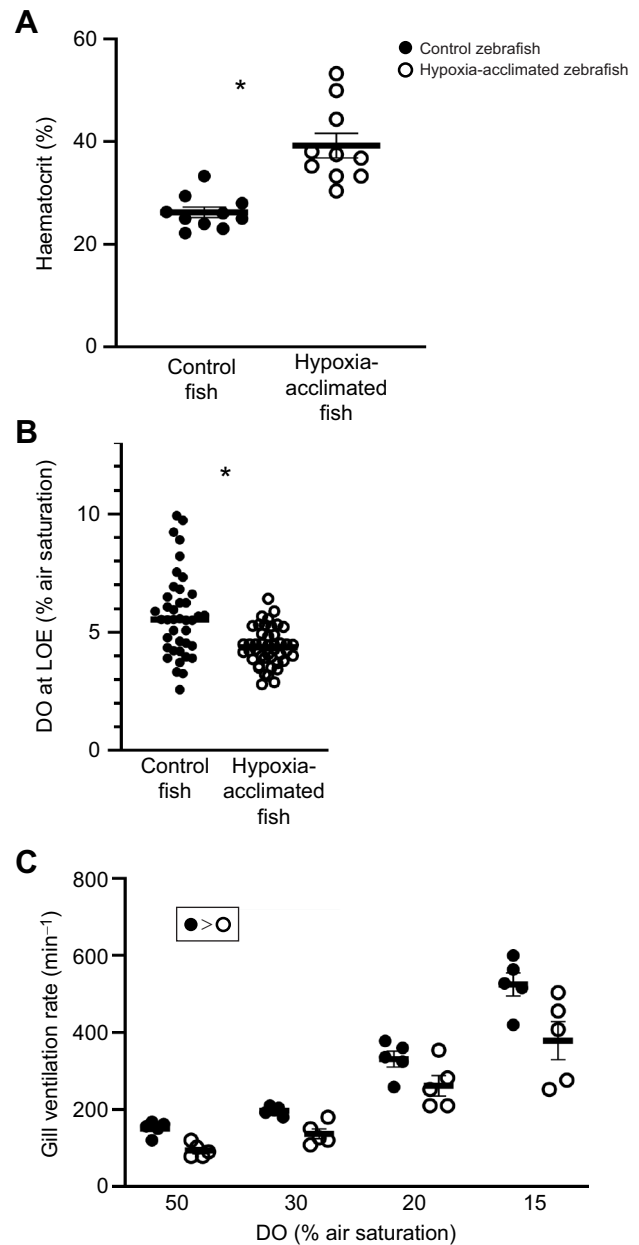 A
60
40
20
0
Haematocrit (%)
*
Control zebrafish
Hypoxia-acclimated zebrafish
Control
fish
Hypoxia-
acclimated
fish
B
10
5
0
DO at LOE (% air saturation)
*
Control
fish
Hypoxia-
acclimated
fish
C
800
600
400
200
0
Gill ventilation rate (min⁻¹)
>
50 30 20 15
DO (% air saturation)